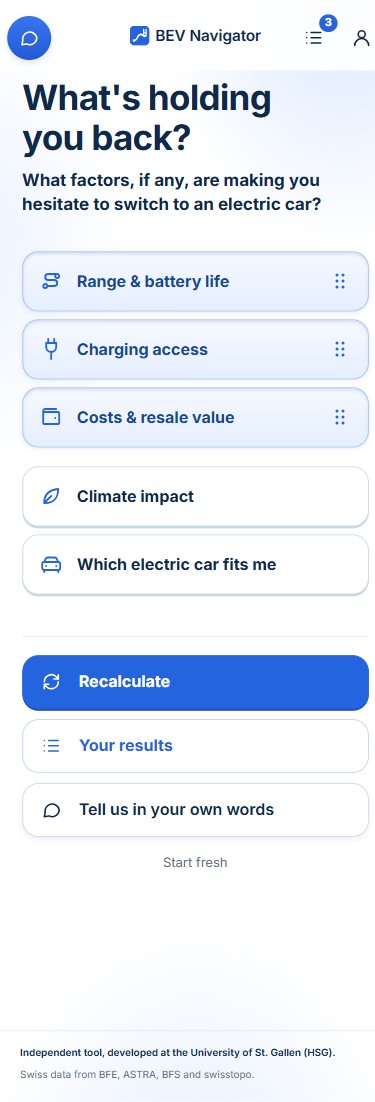 BEV Navigator
3
What's holding
you back?
What factors, if any, are making you
hesitate to switch to an electric car?
Range & battery life
Charging access
Costs & resale value
Climate impact
Which electric car fits me
Recalculate
Your results
Tell us in your own words
Start fresh
Independent tool, developed at the University of St. Gallen (HSG).
Swiss data from BFE, ASTRA, BFS and swisstopo.